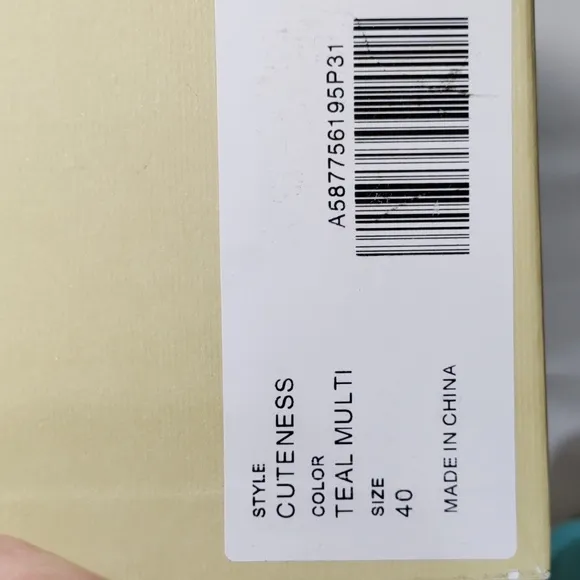 STYLE
CUTENESS
COLOR
TEAL MULTI
SIZE
40
MADE IN CHINA
A587756195P31